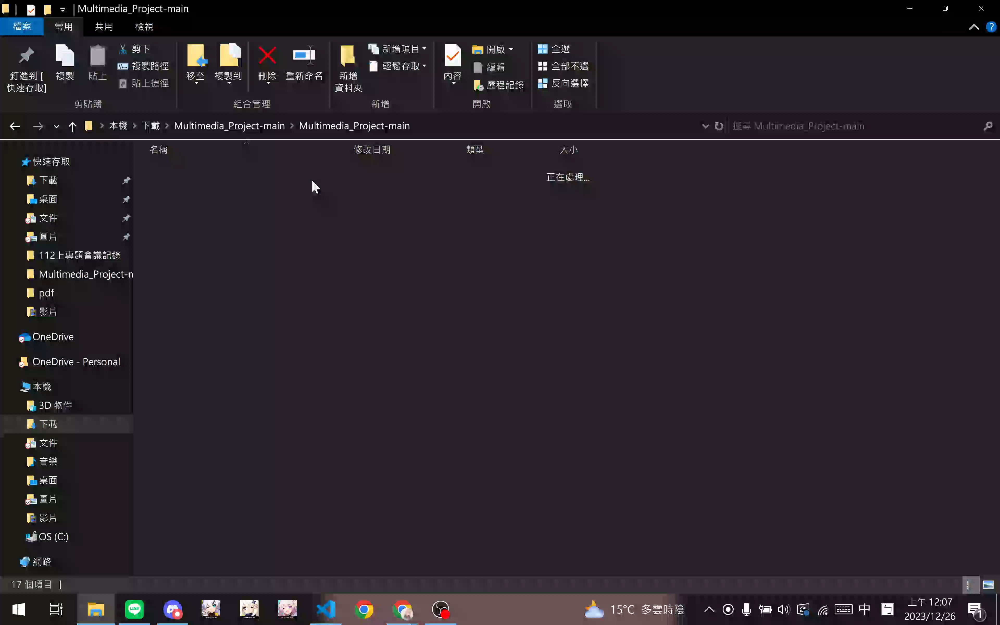 Multimedia_Project-main
檔案 常用 共用 檢視
釘選到 [
快速存取]
複製
貼上
剪下
複製路徑
貼上捷徑
剪貼簿
移至
複製到
刪除
重新命名
組合管理
新增
資料夾
新增項目
輕鬆存取
新增
內容
開啟
編輯
歷程記錄
開啟
全選
全部不選
反向選擇
選取
本機 下載 Multimedia_Project-main Multimedia_Project-main
搜尋 Multimedia_Project-main
名稱 修改日期 類型 大小
正在處理...
快速存取
下載
桌面
文件
圖片
112上專題會議記錄
Multimedia_Project-m
pdf
影片
OneDrive
OneDrive - Personal
本機
3D 物件
下載
文件
音樂
桌面
圖片
影片
OS (C:)
網路
17 個項目
LINE
15°C 多雲時陰
中
上午 12:07
2023/12/26
1